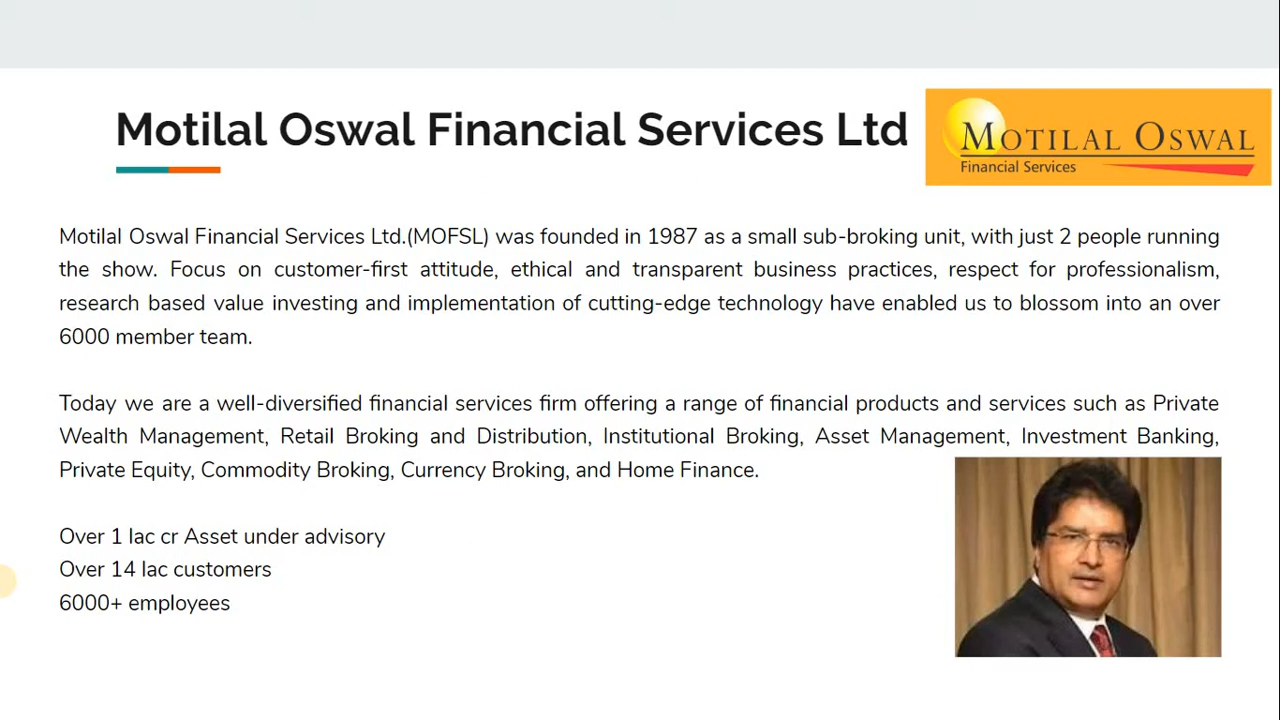 Motilal Oswal Financial Services Ltd
MOTILAL OSWAL
Financial Services
Motilal Oswal Financial Services Ltd.(MOFSL) was founded in 1987 as a small sub-broking unit, with just 2 people running
the show. Focus on customer-first attitude, ethical and transparent business practices, respect for professionalism,
research based value investing and implementation of cutting-edge technology have enabled us to blossom into an over
6000 member team.
Today we are a well-diversified financial services firm offering a range of financial products and services such as Private
Wealth Management, Retail Broking and Distribution, Institutional Broking, Asset Management, Investment Banking,
Private Equity, Commodity Broking, Currency Broking, and Home Finance.
Over 1 lac cr Asset under advisory
Over 14 lac customers
6000+ employees